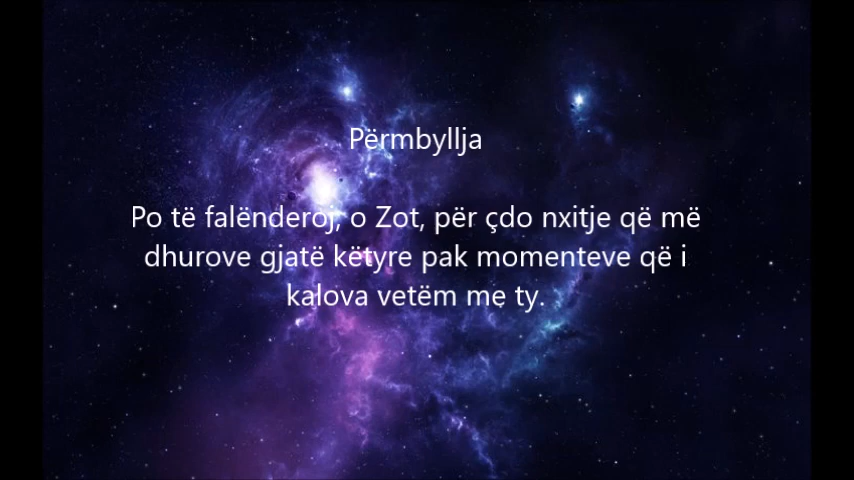 Përmbyllja
Po të falënderoj, o Zot, për çdo nxitje që më
dhurove gjatë këtyre pak momenteve që i
kalova vetëm me ty.